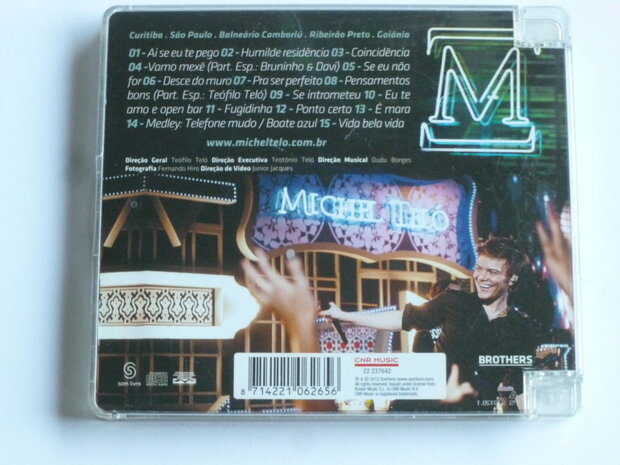 Curitiba . São Paulo . Balneário Camboriú . Ribeirão Preto . Goiânia
01 - Ai se eu te pego 02 - Humilde residência 03 - Coincidência
04 -Vamo mexê (Part. Esp.: Bruninho & Davi) 05 - Se eu não
for 06 - Desce do muro 07 - Pra ser perfeito 08 - Pensamentos
bons (Part. Esp.: Teófilo Teló) 09 - Se intrometeu 10 - Eu te
amo e open bar 11 - Fugidinha 12 - Ponto certo 13 - É mara
14 - Medley: Telefone mudo / Boate azul 15 - Vida bela vida
www.micheltelo.com.br
Direção Geral Teófilo Teló Direção Executiva Teotônio Teló Direção Musical Dudu Borges
Fotografia Fernando Hiro Direção de Vídeo Junior Jacques
M
MICHEL TELÓ
BROTHERS
som livre
8 714221 062656
CNR MUSIC
22 237642